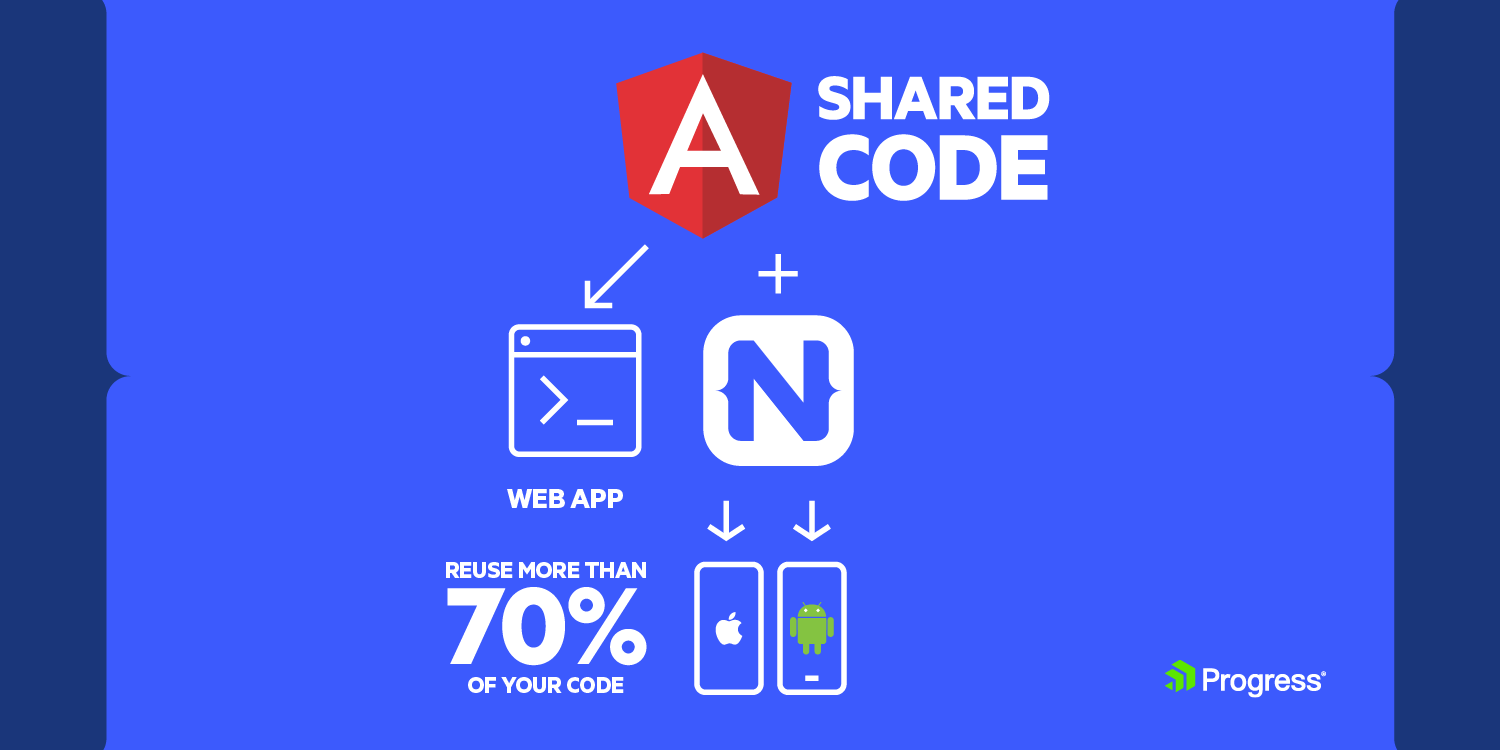 SHARED
CODE
WEB APP
REUSE MORE THAN
70%
OF YOUR CODE
Progress®